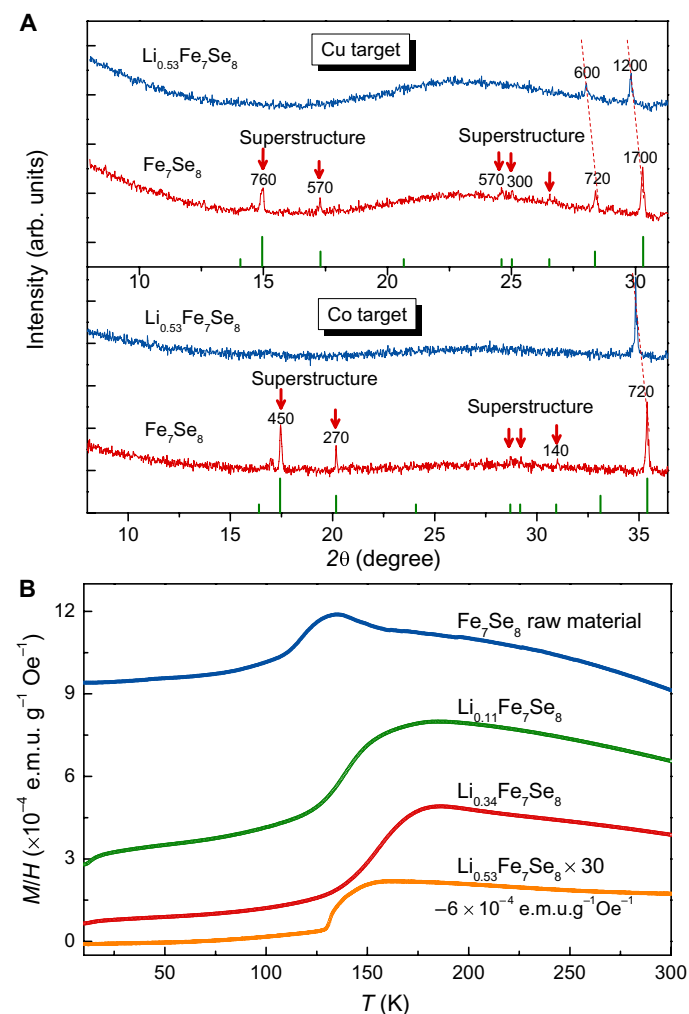 A
Li0.53Fe7Se8
Cu target
600
1200
Superstructure
Superstructure
Fe7Se8
760
570
570
300
720
1700
10
15
20
25
30
Li0.53Fe7Se8
Co target
Superstructure
Superstructure
720
Fe7Se8
450
270
140
10
15
20
25
30
35
2θ (degree)
Intensity (arb. units)
B
12
9
6
3
0
Fe7Se8 raw material
Li0.11Fe7Se8
Li0.34Fe7Se8
Li0.53Fe7Se8 × 30
−6 × 10−4 e.m.u.g−1Oe−1
50
100
150
200
250
300
T (K)
M/H (×10−4 e.m.u. g−1 Oe−1)